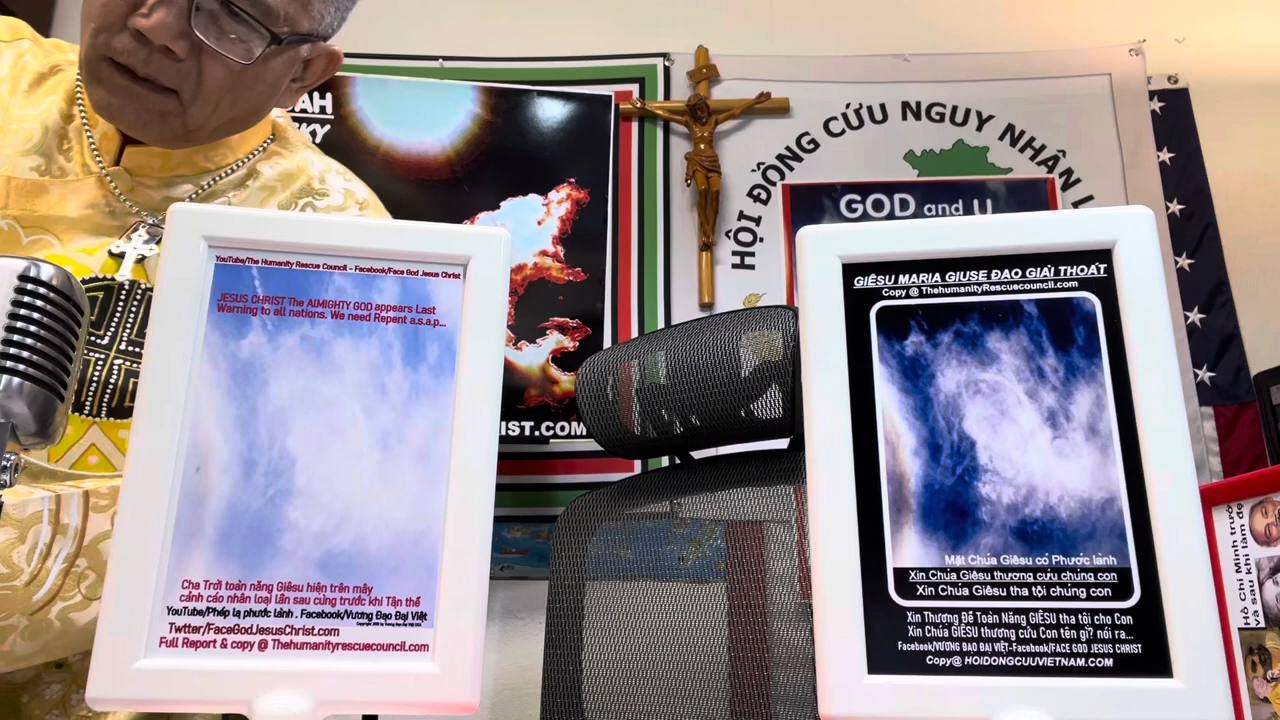 JAH
KY
HỘI ĐỒNG CỨU NGUY NHÂN L
GOD and U
IST.COM
YouTube/The Humanity Rescue Council - Facebook/Face God Jesus Christ
JESUS CHRIST The ALMIGHTY GOD appears Last
Warning to all nations. We need Repent a.s.a.p...
Cha Trời toàn năng Giêsu hiện trên mây
cảnh cáo nhân loại lần sau cùng trước khi Tận thế
YouTube/Phép lạ phước lành . Facebook/Vương Đạo Đại Việt
Twtter/FaceGodJesusChrist.com
Full Report & copy @ Thehumanityrescuecouncil.com
GIÊSU MARIA GIUSE ĐẠO GIẢI THOÁT
Copy @ ThehumanityRescuecouncil.com
Mặt Chúa Giêsu có Phước lành
Xin Chúa Giêsu thương cứu chúng con
Xin Chúa Giêsu tha tội chúng con
Xin Thượng Đế Toàn Năng GIÊSU tha tội cho Con
Xin Chúa GIÊSU thương cứu Con tên gì? nói ra...
Facebook/VƯƠNG ĐẠO ĐẠI VIỆT-Facebook/FACE GOD JESUS CHRIST
Copy@ HOIDONGCUUVIETNAM.COM
Hồ Chí Minh trướ
và sau khi làm đẹ